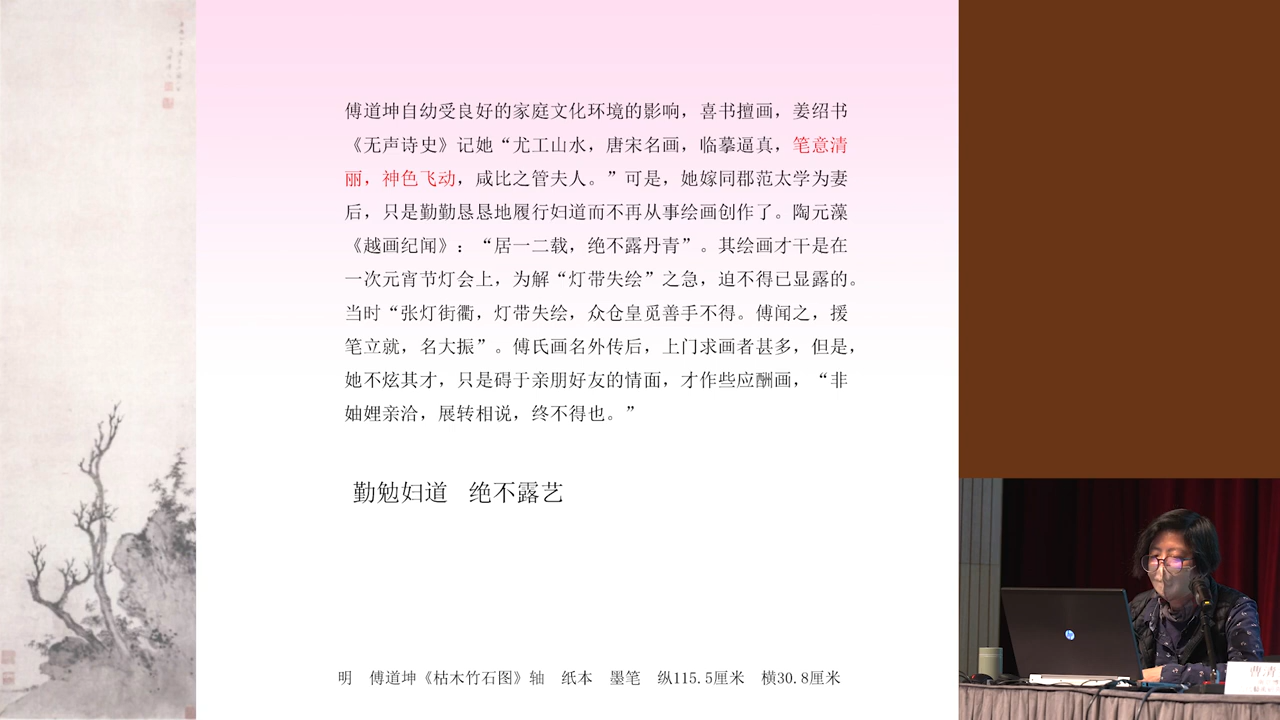 傅道坤自幼受良好的家庭文化环境的影响，喜书擅画，姜绍书
《无声诗史》记她“尤工山水，唐宋名画，临摹逼真，笔意清
丽，神色飞动，咸比之管夫人。”可是，她嫁同郡范太学为妻
后，只是勤勤恳恳地履行妇道而不再从事绘画创作了。陶元藻
《越画纪闻》：“居一二载，绝不露丹青”。其绘画才干是在
一次元宵节灯会上，为解“灯带失绘”之急，迫不得已显露的。
当时“张灯街衢，灯带失绘，众仓皇觅善手不得。傅闻之，援
笔立就，名大振”。傅氏画名外传后，上门求画者甚多，但是，
她不炫其才，只是碍于亲朋好友的情面，才作些应酬画，“非
妯娌亲洽，展转相说，终不得也。”
勤勉妇道 绝不露艺
明 傅道坤《枯木竹石图》轴 纸本 墨笔 纵115.5厘米 横30.8厘米